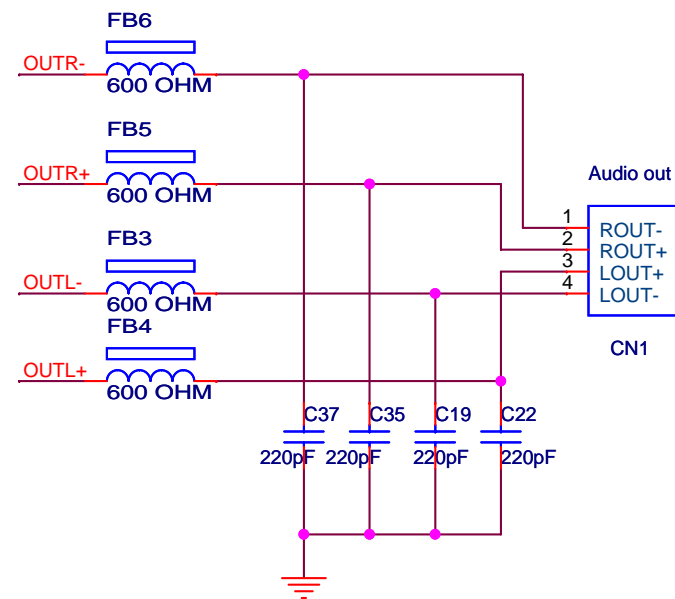 FB6
OUTR-
600 OHM
FB5
OUTR+
600 OHM
Audio out
1
ROUT-
2
ROUT+
3
LOUT+
4
LOUT-
FB3
OUTL-
600 OHM
FB4
CN1
OUTL+
600 OHM
C37
C35
C19
C22
220pF
220pF
220pF
220pF